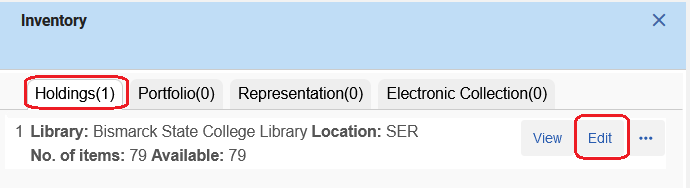 Inventory
Holdings(1) Portfolio(0) Representation(0) Electronic Collection(0)
1 Library: Bismarck State College Library Location: SER
No. of items: 79 Available: 79
View Edit ...